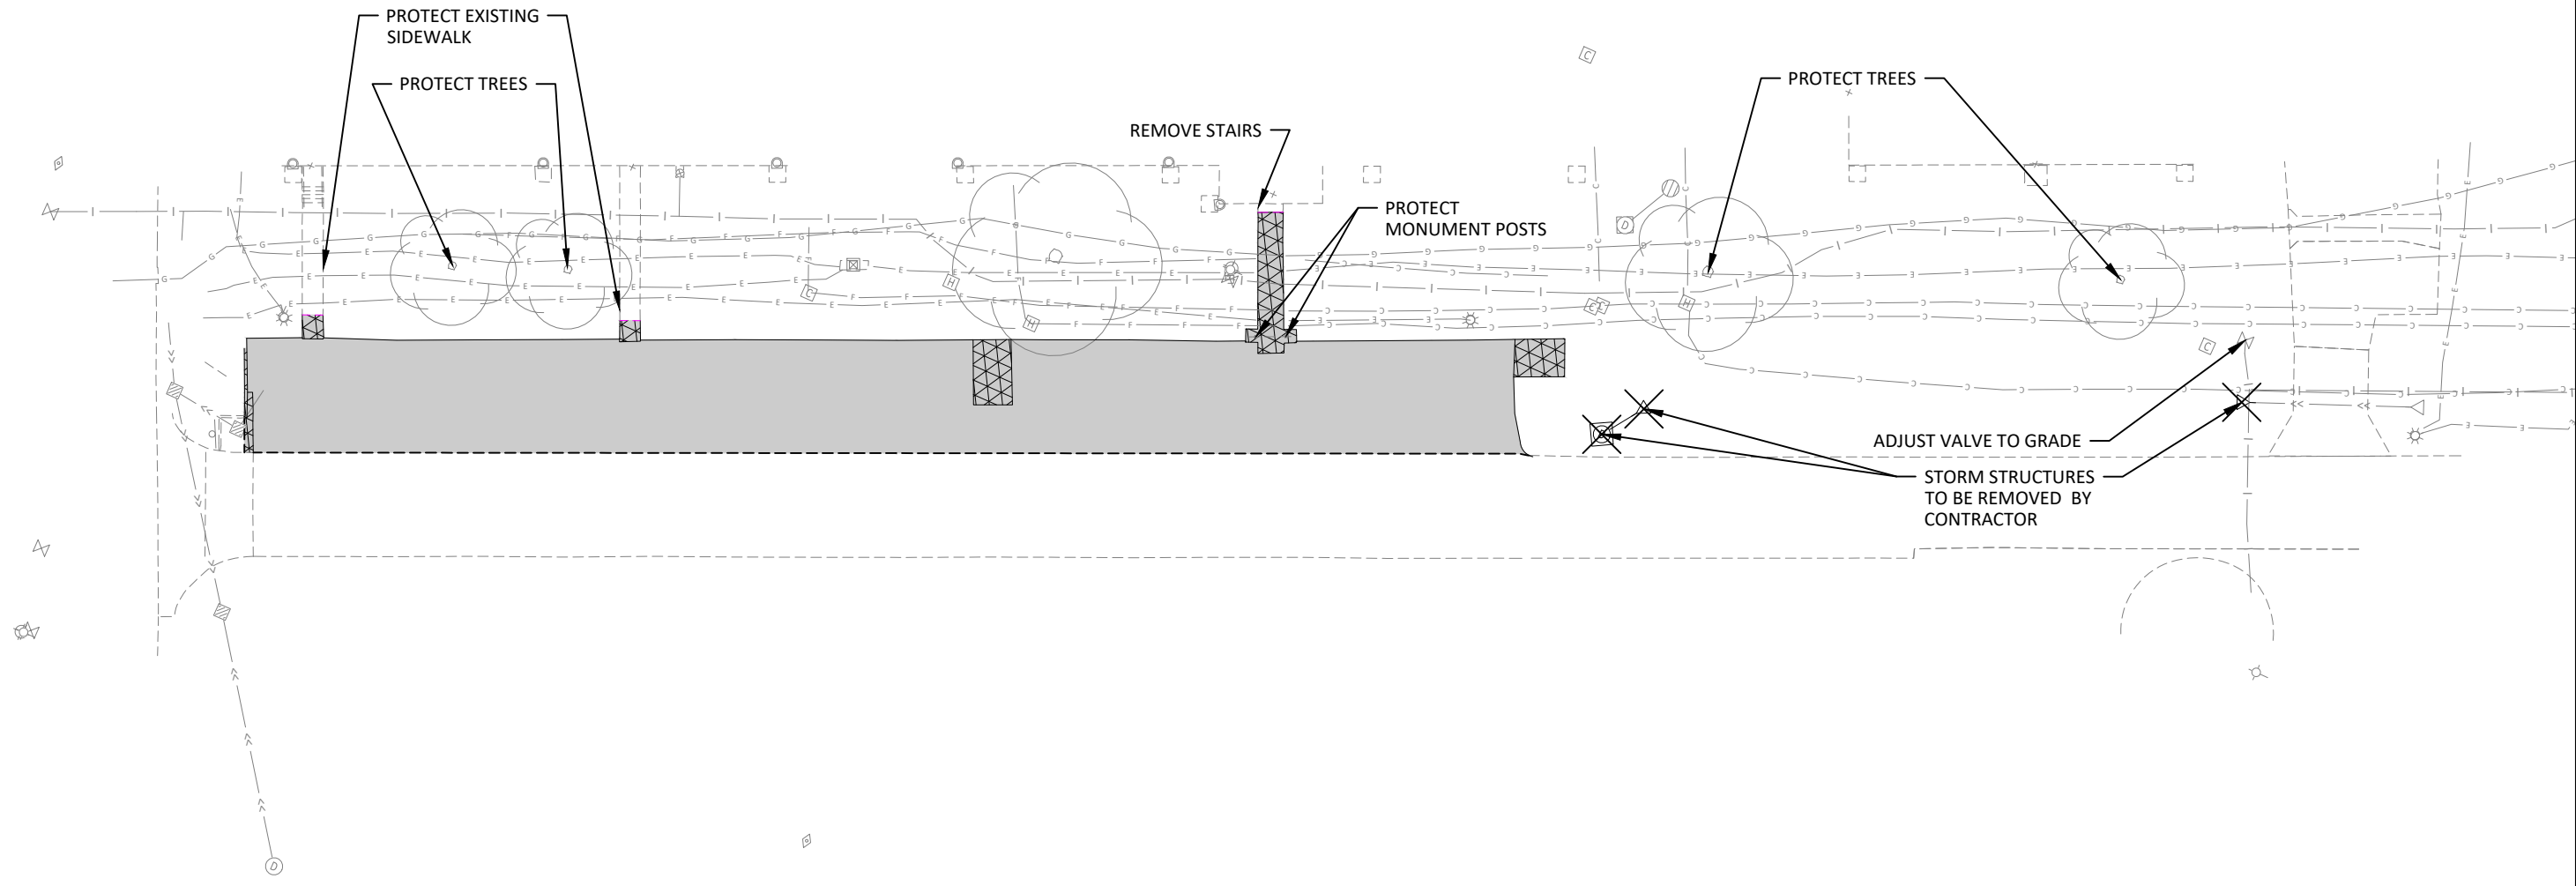 PROTECT EXISTING
SIDEWALK
PROTECT TREES
REMOVE STAIRS
PROTECT
MONUMENT POSTS
PROTECT TREES
ADJUST VALVE TO GRADE
STORM STRUCTURES
TO BE REMOVED BY
CONTRACTOR